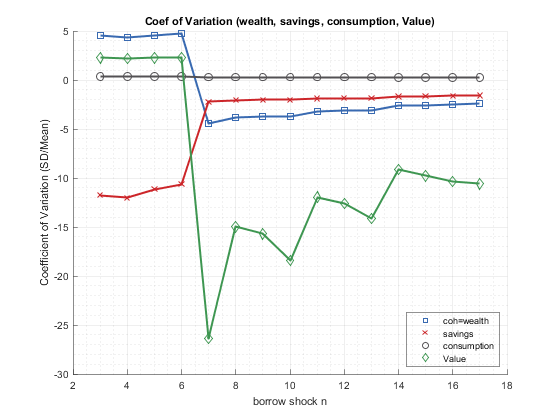 Coef of Variation (wealth, savings, consumption, Value)
5
0
-5
-10
-15
-20
-25
-30
Coefficient of Variation (SD/Mean)
2 4 6 8 10 12 14 16 18
borrow shock n
coh=wealth
savings
consumption
Value